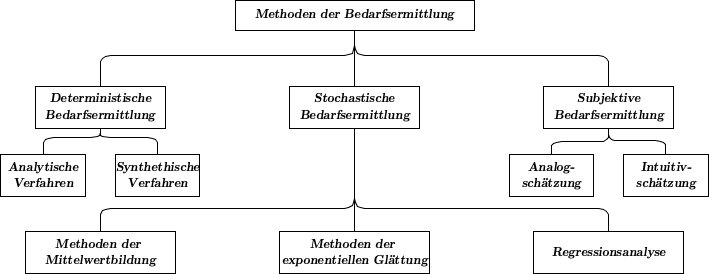 Methoden der Bedarfsermittlung
Deterministische
Bedarfsermittlung
Stochastische
Bedarfsermittlung
Subjektive
Bedarfsermittlung
Analytische
Verfahren
Synthethische
Verfahren
Analog-
schätzung
Intuitiv-
schätzung
Methoden der
Mittelwertbildung
Methoden der
exponentiellen Glättung
Regressionsanalyse